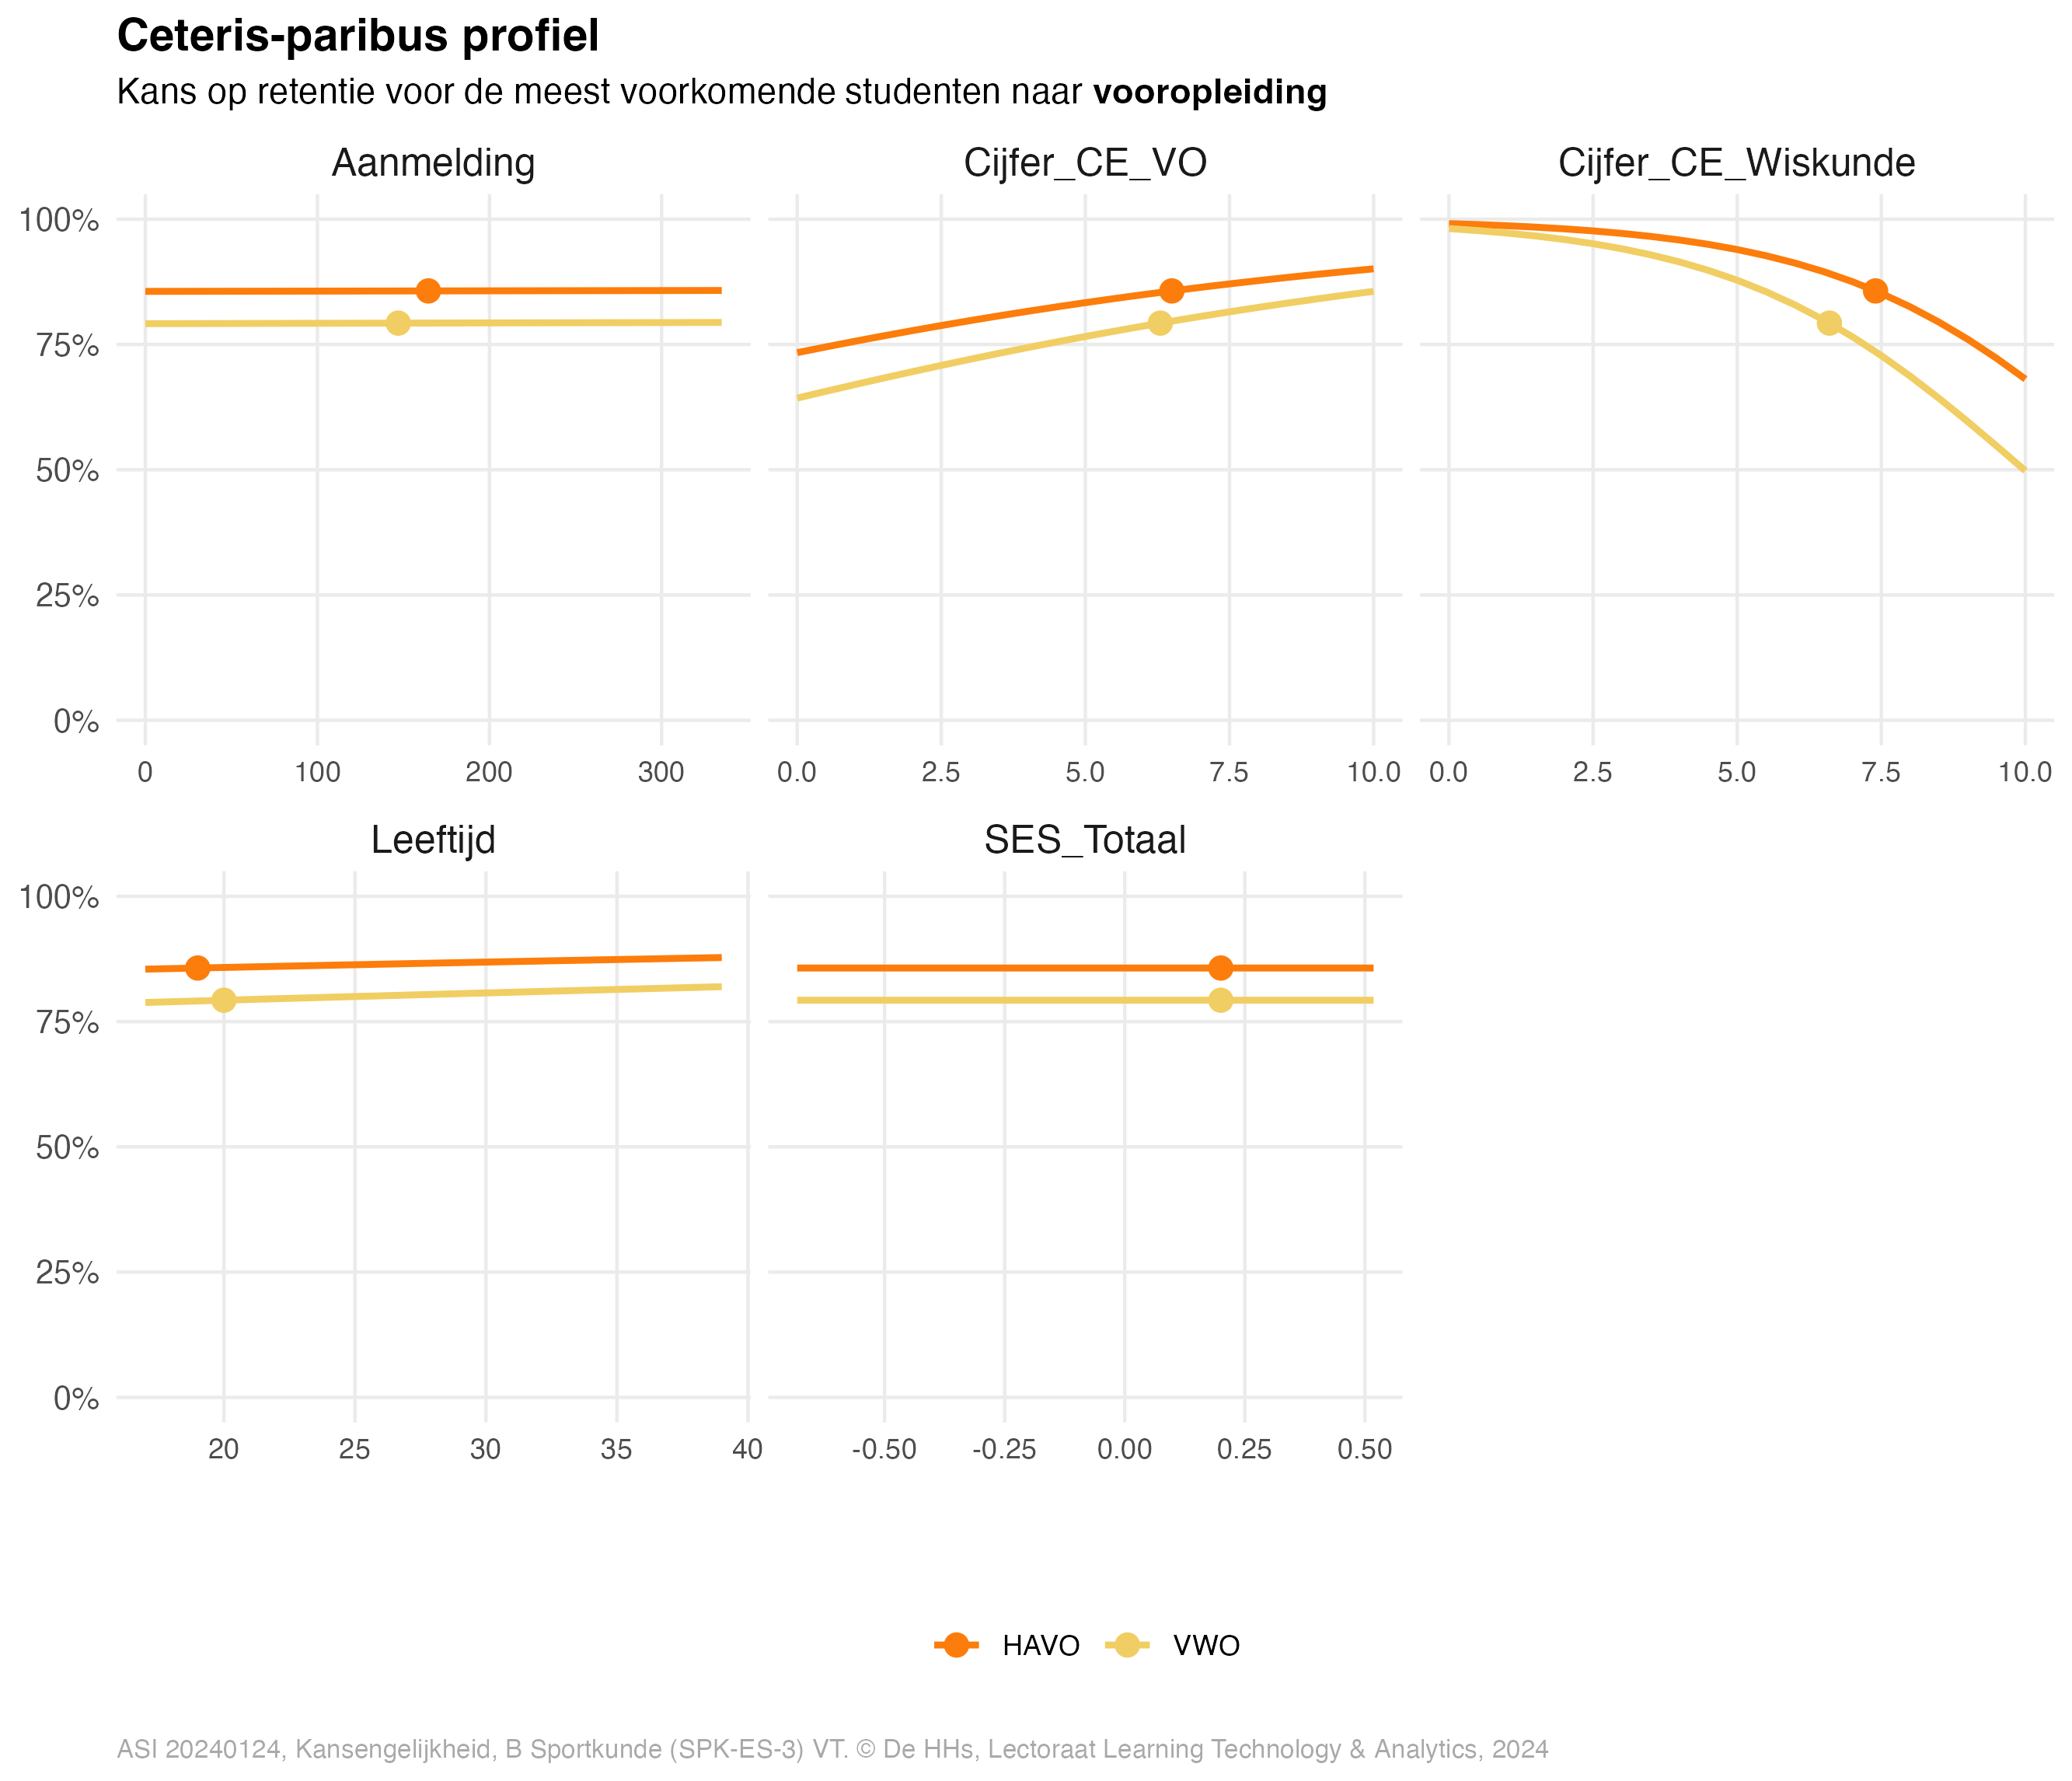 Ceteris-paribus profiel
Kans op retentie voor de meest voorkomende studenten naar vooropleiding
Aanmelding Cijfer_CE_VO Cijfer_CE_Wiskunde
100%
75%
50%
25%
0%
0 100 200 300 0.0 2.5 5.0 7.5 10.0 0.0 2.5 5.0 7.5 10.0
Leeftijd SES_Totaal
100%
75%
50%
25%
0%
20 25 30 35 40 -0.50 -0.25 0.00 0.25 0.50
HAVO VWO
ASI 20240124, Kansengelijkheid, B Sportkunde (SPK-ES-3) VT. © De HHs, Lectoraat Learning Technology & Analytics, 2024